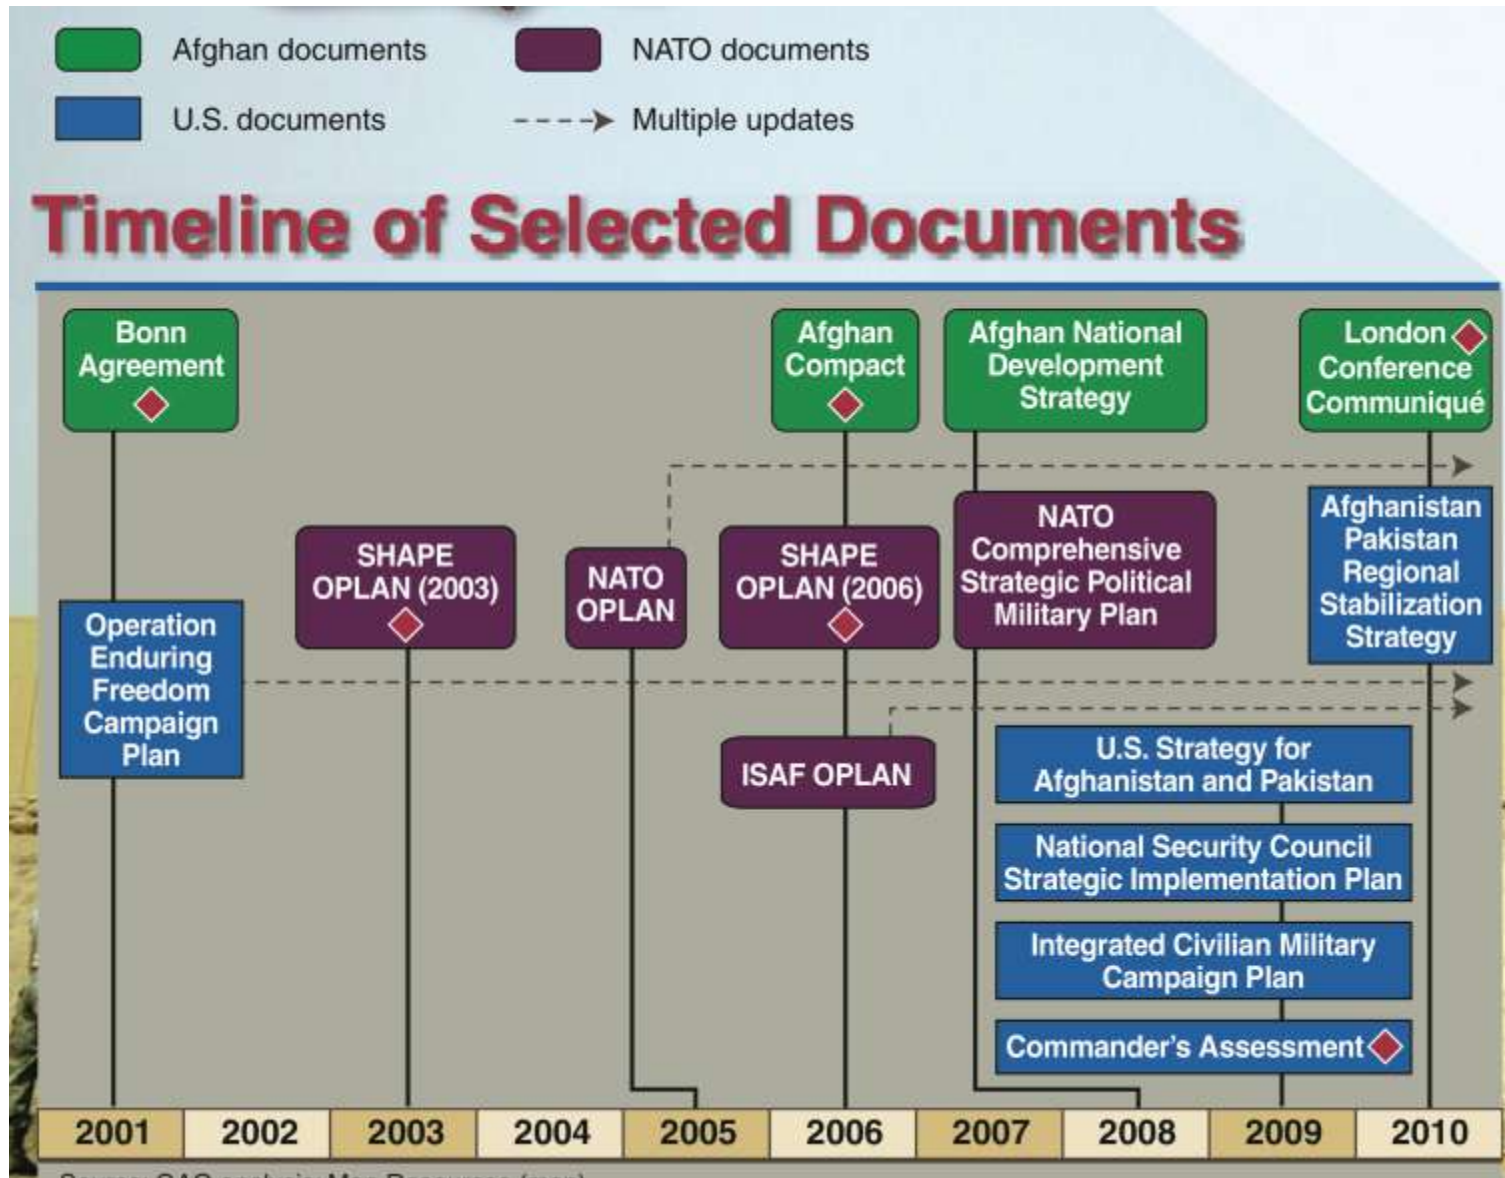 Afghan documents
NATO documents
U.S. documents
Multiple updates
Timeline of Selected Documents
Bonn
Agreement
Afghan
Compact
Afghan National
Development
Strategy
London
Conference
Communiqué
Operation
Enduring
Freedom
Campaign
Plan
SHAPE
OPLAN (2003)
NATO
OPLAN
SHAPE
OPLAN (2006)
NATO
Comprehensive
Strategic Political
Military Plan
Afghanistan
Pakistan
Regional
Stabilization
Strategy
ISAF OPLAN
U.S. Strategy for
Afghanistan and Pakistan
National Security Council
Strategic Implementation Plan
Integrated Civilian Military
Campaign Plan
Commander's Assessment
2001 2002 2003 2004 2005 2006 2007 2008 2009 2010